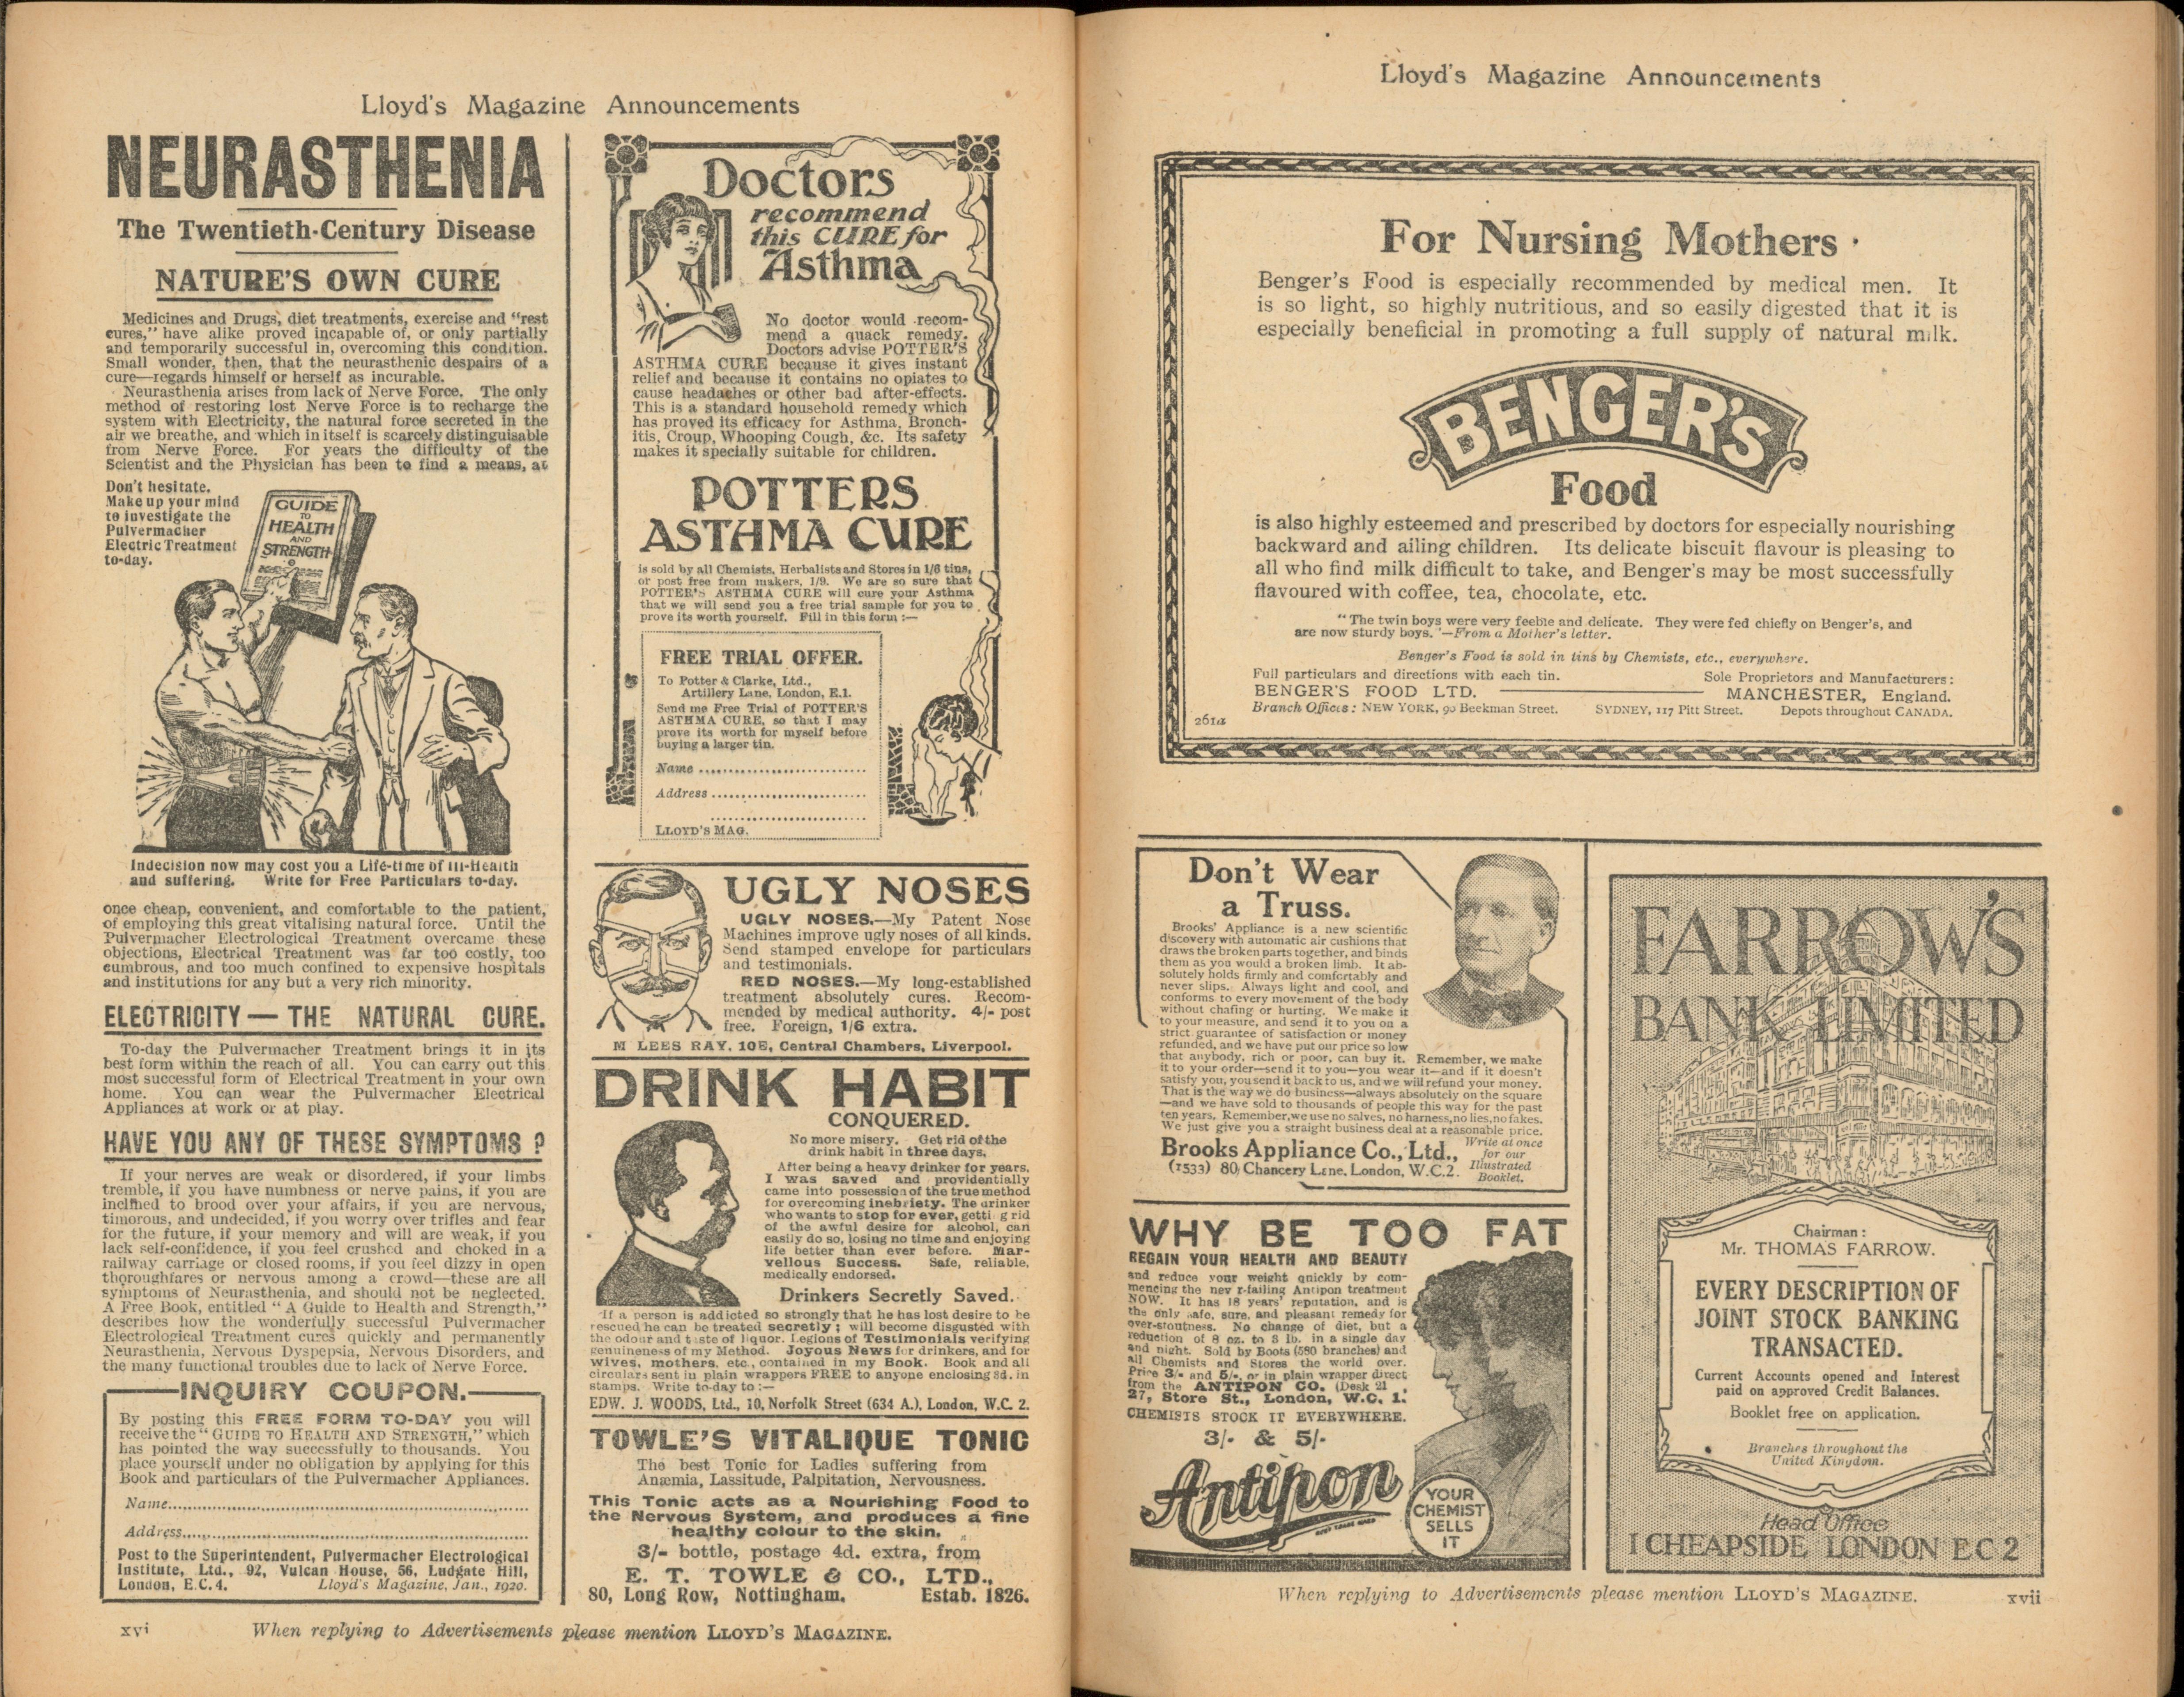 Lloyd's Magazine Announcements
NEURASTHENIA
The Twentieth-Century Disease
NATURE'S OWN CURE
Medicines and Drugs, diet treatments, exercise and "rest
cures," have alike proved incapable of, or only partially
and temporarily successful in, overcoming this condition.
Small wonder, then, that the neurasthenic despairs of a
cure—regards himself or herself as incurable.
Neurasthenia arises from lack of Nerve Force. The only
method of restoring lost Nerve Force is to recharge the
system with Electricity, the natural force secreted in the
air we breathe, and which in itself is scarcely distinguisable
from Nerve Force. For years the difficulty of the
Scientist and the Physician has been to find a means, at
Don't hesitate.
Make up your mind
to investigate the
Pulvermacher
Electric Treatment
to-day.
GUIDE
TO
HEALTH
AND
STRENGTH
Indecision now may cost you a Life-time of Ill-Health
and suffering. Write for Free Particulars to-day.
once cheap, convenient, and comfortable to the patient,
of employing this great vitalising natural force. Until the
Pulvermacher Electrological Treatment overcame these
objections, Electrical Treatment was far too costly, too
cumbrous, and too much confined to expensive hospitals
and institutions for any but a very rich minority.
ELECTRICITY — THE NATURAL CURE.
To-day the Pulvermacher Treatment brings it in its
best form within the reach of all. You can carry out this
most successful form of Electrical Treatment in your own
home. You can wear the Pulvermacher Electrical
Appliances at work or at play.
HAVE YOU ANY OF THESE SYMPTOMS ?
If your nerves are weak or disordered, if your limbs
tremble, if you have numbness or nerve pains, if you are
inclined to brood over your affairs, if you are nervous,
timorous, and undecided, if you worry over trifles and fear
for the future, if your memory and will are weak, if you
lack self-confidence, if you feel crushed and choked in a
railway carriage or closed rooms, if you feel dizzy in open
thoroughfares or nervous among a crowd—these are all
symptoms of Neurasthenia, and should not be neglected.
A Free Book, entitled "A Guide to Health and Strength,"
describes how the wonderfully successful Pulvermacher
Electrological Treatment cures quickly and permanently
Neurasthenia, Nervous Dyspepsia, Nervous Disorders, and
the many functional troubles due to lack of Nerve Force.
INQUIRY COUPON.
By posting this FREE FORM TO-DAY you will
receive the "GUIDE TO HEALTH AND STRENGTH," which
has pointed the way successfully to thousands. You
place yourself under no obligation by applying for this
Book and particulars of the Pulvermacher Appliances.
Name
Address
Post to the Superintendent, Pulvermacher Electrological
Institute, Ltd., 92, Vulcan House, 56, Ludgate Hill,
London, E.C.4. Lloyd's Magazine, Jan., 1920.
Doctors
recommend
this CURE for
Asthma
No doctor would recom-
mend a quack remedy.
Doctors advise POTTER'S
ASTHMA CURE because it gives instant
relief and because it contains no opiates to
cause headaches or other bad after-effects.
This is a standard household remedy which
has proved its efficacy for Asthma, Bronch-
itis, Croup, Whooping Cough, &c. Its safety
makes it specially suitable for children.
POTTERS
ASTHMA CURE
is sold by all Chemists, Herbalists and Stores in 1/6 tins,
or post free from makers, 1/9. We are so sure that
POTTER'S ASTHMA CURE will cure your Asthma
that we will send you a free trial sample for you to
prove its worth yourself. Fill in this form :—
FREE TRIAL OFFER.
To Potter & Clarke, Ltd.,
Artillery Lane, London, E.1.
Send me Free Trial of POTTER'S
ASTHMA CURE, so that I may
prove its worth for myself before
buying a larger tin.
Name
Address
LLOYD'S MAG.
UGLY NOSES
UGLY NOSES.—My Patent Nose
Machines improve ugly noses of all kinds.
Send stamped envelope for particulars
and testimonials.
RED NOSES.—My long-established
treatment absolutely cures. Recom-
mended by medical authority. 4/- post
free. Foreign, 1/6 extra.
M LEES RAY, 10E, Central Chambers, Liverpool.
DRINK HABIT
CONQUERED.
No more misery. Get rid of the
drink habit in three days.
After being a heavy drinker for years,
I was saved and providentially
came into possession of the true method
for overcoming inebriety. The drinker
who wants to stop for ever, getting rid
of the awful desire for alcohol, can
easily do so, losing no time and enjoying
life better than ever before. Mar-
vellous Success. Safe, reliable,
medically endorsed.
Drinkers Secretly Saved.
If a person is addicted so strongly that he has lost desire to be
rescued he can be treated secretly; will become disgusted with
the odour and taste of liquor. Legions of Testimonials verifying
genuineness of my Method. Joyous News for drinkers, and for
wives, mothers, etc., contained in my Book. Book and all
circulars sent in plain wrappers FREE to anyone enclosing 3d. in
stamps. Write to-day to :—
EDW. J. WOODS, Ltd., 10, Norfolk Street (634 A.), London, W.C. 2.
TOWLE'S VITALIQUE TONIC
The best Tonic for Ladies suffering from
Anæmia, Lassitude, Palpitation, Nervousness.
This Tonic acts as a Nourishing Food to
the Nervous System, and produces a fine
healthy colour to the skin.
3/- bottle, postage 4d. extra, from
E. T. TOWLE & CO., LTD.,
80, Long Row, Nottingham. Estab. 1826.
xvi When replying to Advertisements please mention LLOYD'S MAGAZINE.
Lloyd's Magazine Announcements
For Nursing Mothers
Benger's Food is especially recommended by medical men. It
is so light, so highly nutritious, and so easily digested that it is
especially beneficial in promoting a full supply of natural milk.
BENGER'S
Food
is also highly esteemed and prescribed by doctors for especially nourishing
backward and ailing children. Its delicate biscuit flavour is pleasing to
all who find milk difficult to take, and Benger's may be most successfully
flavoured with coffee, tea, chocolate, etc.
"The twin boys were very feeble and delicate. They were fed chiefly on Benger's, and
are now sturdy boys."—From a Mother's letter.
Benger's Food is sold in tins by Chemists, etc., everywhere.
Full particulars and directions with each tin. Sole Proprietors and Manufacturers:
BENGER'S FOOD LTD. MANCHESTER, England.
Branch Offices: NEW YORK, 90 Beekman Street. SYDNEY, 117 Pitt Street. Depots throughout CANADA.
261a
Don't Wear
a Truss.
Brooks' Appliance is a new scientific
discovery with automatic air cushions that
draws the broken parts together, and binds
them as you would a broken limb. It ab-
solutely holds firmly and comfortably and
never slips. Always light and cool, and
conforms to every movement of the body
without chafing or hurting. We make it
to your measure, and send it to you on a
strict guarantee of satisfaction or money
refunded, and we have put our price so low
that anybody, rich or poor, can buy it. Remember, we make
it to your order—send it to you—you wear it—and if it doesn't
satisfy you, you send it back to us, and we will refund your money.
That is the way we do business—always absolutely on the square
—and we have sold to thousands of people this way for the past
ten years. Remember, we use no salves, no harness, no lies, no fakes.
We just give you a straight business deal at a reasonable price.
Brooks Appliance Co., Ltd.,
(1533) 80, Chancery Lane, London, W.C.2.
Write at once
for our
Illustrated
Booklet.
WHY BE TOO FAT
REGAIN YOUR HEALTH AND BEAUTY
and reduce your weight quickly by com-
mencing the nev r-failing Antipon treatment
NOW. It has 18 years' reputation, and is
the only safe, sure, and pleasant remedy for
over-stoutness. No change of diet, but a
reduction of 8 oz. to 3 lb. in a single day
and night. Sold by Boots (580 branches) and
all Chemists and Stores the world over.
Price 3/- and 5/-, or in plain wrapper direct
from the ANTIPON CO. (Desk 21
27, Store St., London, W.C. 1.
CHEMISTS STOCK IT EVERYWHERE.
3/- & 5/-
Antipon
YOUR
CHEMIST
SELLS
IT
FARROW'S
BANK LIMITED
Chairman:
Mr. THOMAS FARROW.
EVERY DESCRIPTION OF
JOINT STOCK BANKING
TRANSACTED.
Current Accounts opened and Interest
paid on approved Credit Balances.
Booklet free on application.
Branches throughout the
United Kingdom.
Head Office
1 CHEAPSIDE LONDON E.C 2
When replying to Advertisements please mention LLOYD'S MAGAZINE. xvii